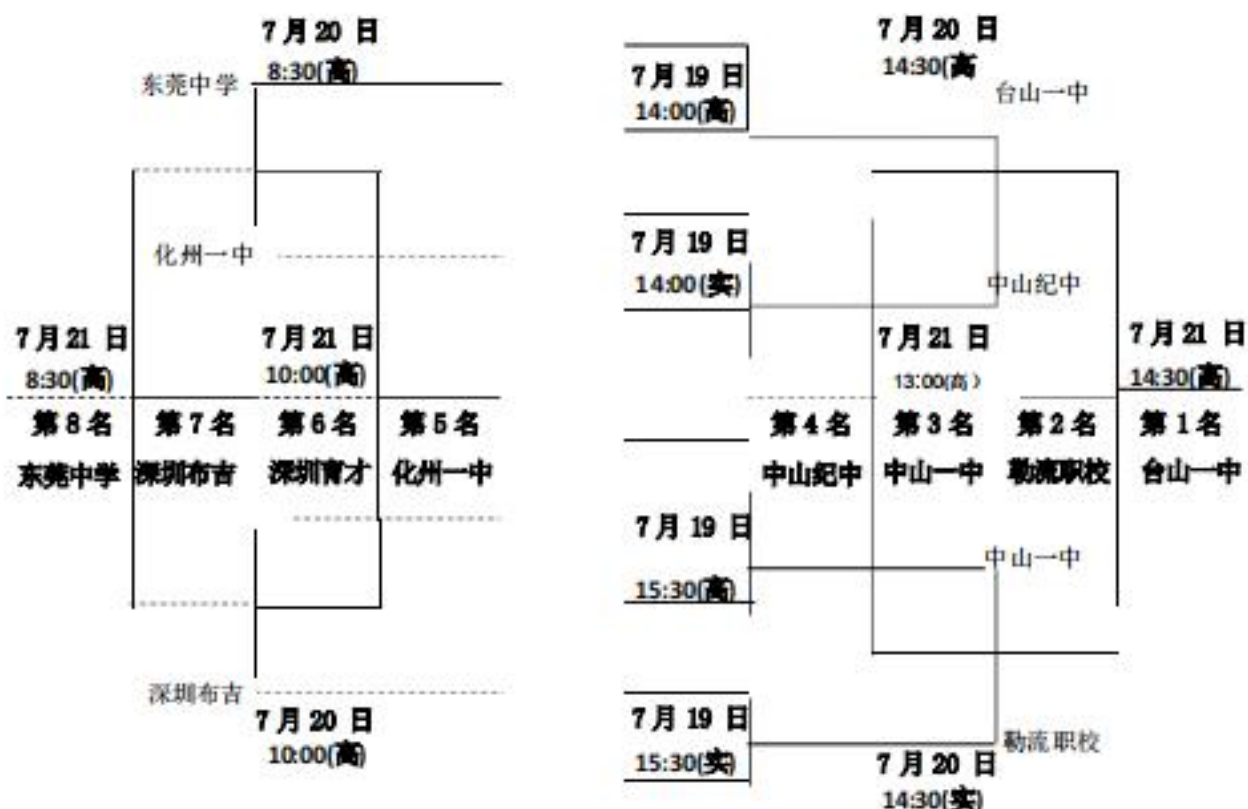 7月20 日
8:30(高)
东莞中学
化州一中
7月21 日
8:30(高)
7月21 日
10:00(高)
第8名
第7名
第6名
第5名
东莞中学
深圳布吉
深圳育才
化州一中
深圳布吉
7月20 日
10:00(高)
7月19 日
14:00(高)
7月20 日
14:30(高
台山一中
7月19 日
14:00(实)
中山纪中
7月21 日
13:00(高）
7月21 日
14:30(高)
第4名
第3名
第2名
第1名
中山纪中
中山一中
勒流职校
台山一中
7月19 日
15:30(高)
中山一中
7月19 日
15:30(实)
勒流职校
7月20 日
14:30(实)